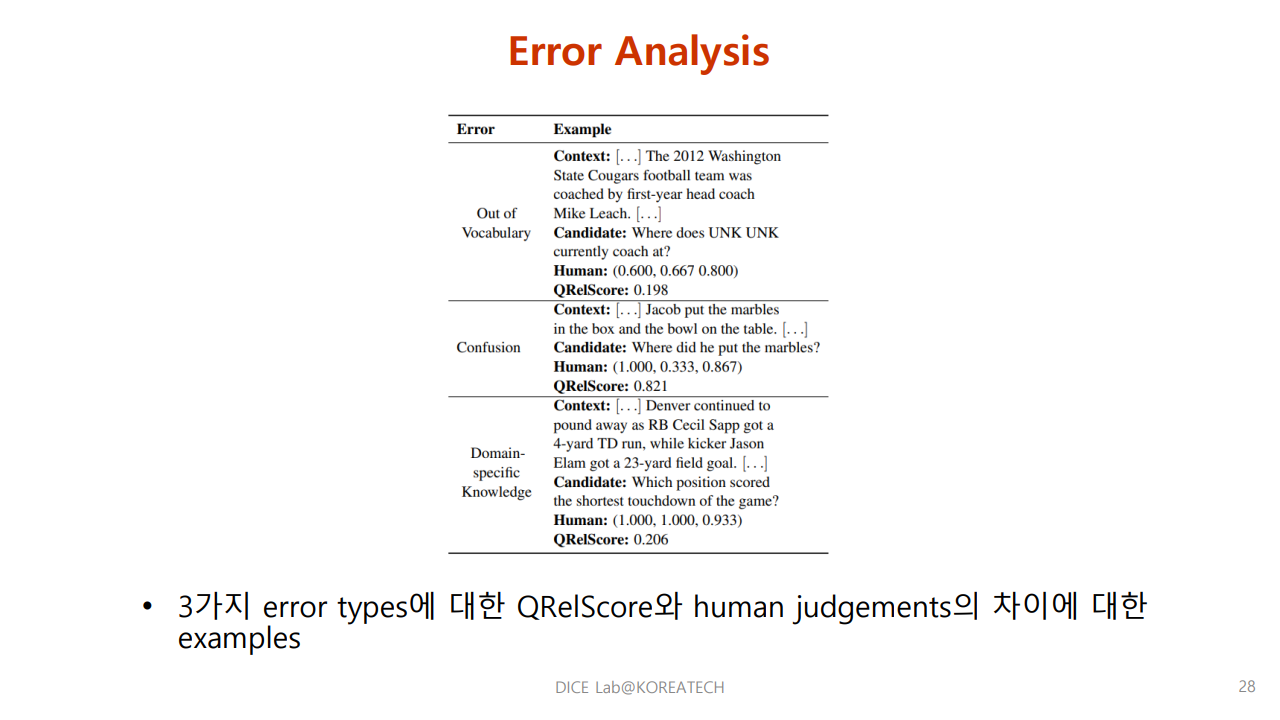 Error Analysis
Error Example
Context: [. . .] The 2012 Washington
State Cougars football team was
coached by first-year head coach
Mike Leach. [. . .]
Out of
Vocabulary
Candidate: Where does UNK UNK
currently coach at?
Human: (0.600, 0.667 0.800)
QRelScore: 0.198
Context: [. . .] Jacob put the marbles
in the box and the bowl on the table. [. . .]
Confusion
Candidate: Where did he put the marbles?
Human: (1.000, 0.333, 0.867)
QRelScore: 0.821
Context: [. . .] Denver continued to
pound away as RB Cecil Sapp got a
4-yard TD run, while kicker Jason
Elam got a 23-yard field goal. [. . .]
Domain-
specific
Knowledge
Candidate: Which position scored
the shortest touchdown of the game?
Human: (1.000, 1.000, 0.933)
QRelScore: 0.206
• 3가지 error types에 대한 QRelScore와 human judgements의 차이에 대한
examples
DICE Lab@KOREATECH
28